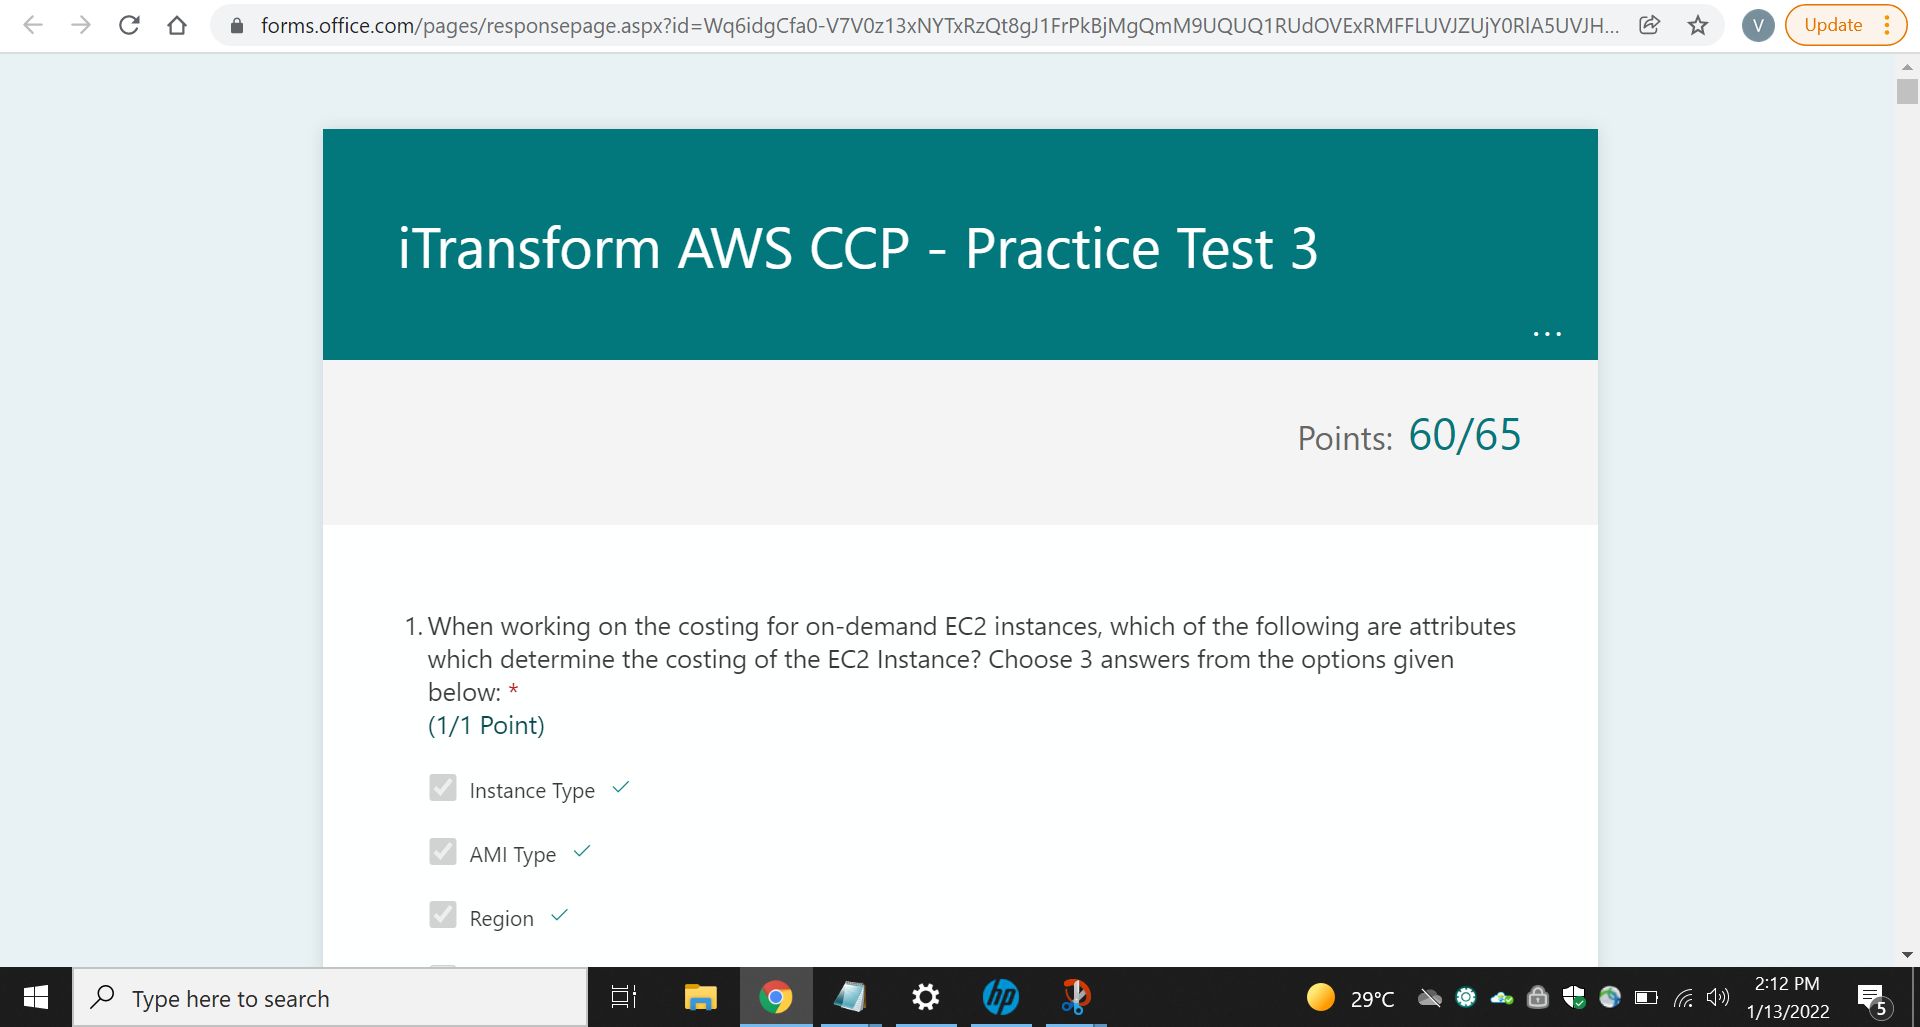 forms.office.com/pages/responsepage.aspx?id=Wq6idgCfa0-V7V0z13xNYTxRzQt8gJ1FrPkBjMgQmM9UQUQ1RUdOVExRMFFLUVJZUjY0RlA5UVJH...
V
Update
iTransform AWS CCP - Practice Test 3
...
Points: 60/65
1. When working on the costing for on-demand EC2 instances, which of the following are attributes
which determine the costing of the EC2 Instance? Choose 3 answers from the options given
below: *
(1/1 Point)
Instance Type
AMI Type
Region
Type here to search
hp
29°C
2:12 PM
1/13/2022
5